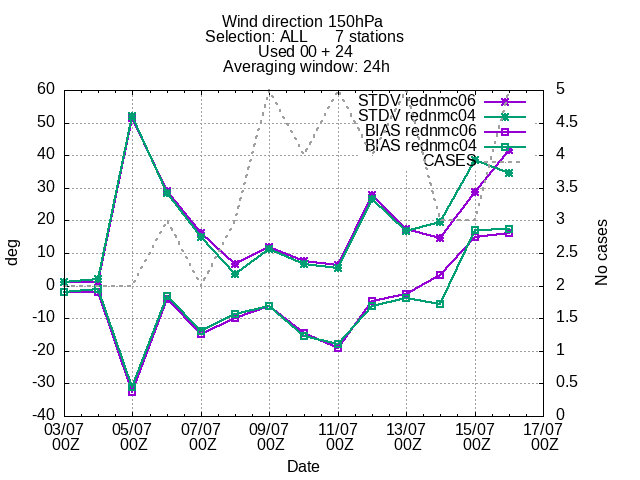 Wind direction 150hPa
Selection: ALL 7 stations
Used 00 + 24
Averaging window: 24h
60 5
STDV rednmc06
STDV rednmc04
50 4.5
BIAS rednmc06
BIAS rednmc04
40 CASES 4
30 3.5
20 3
10 2.5
0 2
-10 1.5
-20 1
-30 0.5
-40 0
deg
No cases
03/07 05/07 07/07 09/07 11/07 13/07 15/07 17/07
00Z 00Z 00Z 00Z 00Z 00Z 00Z 00Z
Date